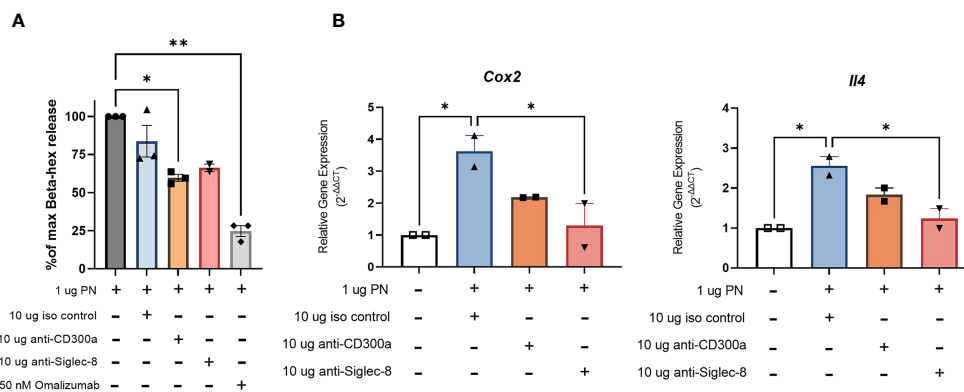 A
%of max Beta-hex release
100
75
50
25
0
*
**
1 ug PN + + + + +
10 ug iso control - + - - -
10 ug anti-CD300a - - + - -
10 ug anti-Siglec-8 - - - + -
50 nM Omalizumab - - - - +
B
Cox2
Relative Gene Expression
(2^-ΔΔCT)
5
4
3
2
1
0
* *
1 ug PN - + + +
10 ug iso control - + - -
10 ug anti-CD300a - - + -
10 ug anti-Siglec-8 - - - +
Il4
Relative Gene Expression
(2^-ΔΔCT)
4
3
2
1
0
* *
1 ug PN - + + +
10 ug iso control - + - -
10 ug anti-CD300a - - + -
10 ug anti-Siglec-8 - - - +